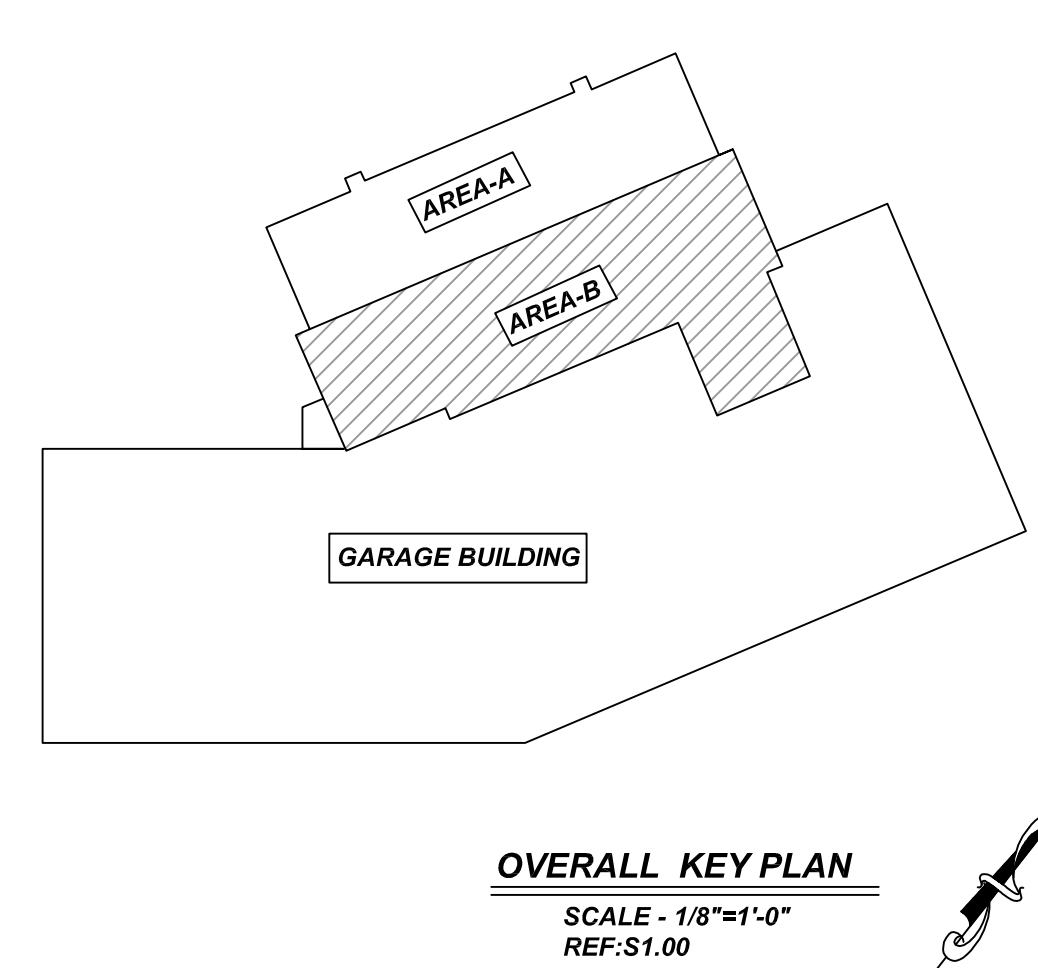 AREA-A
AREA-B
GARAGE BUILDING
OVERALL KEY PLAN
SCALE - 1/8"=1'-0"
REF:S1.00